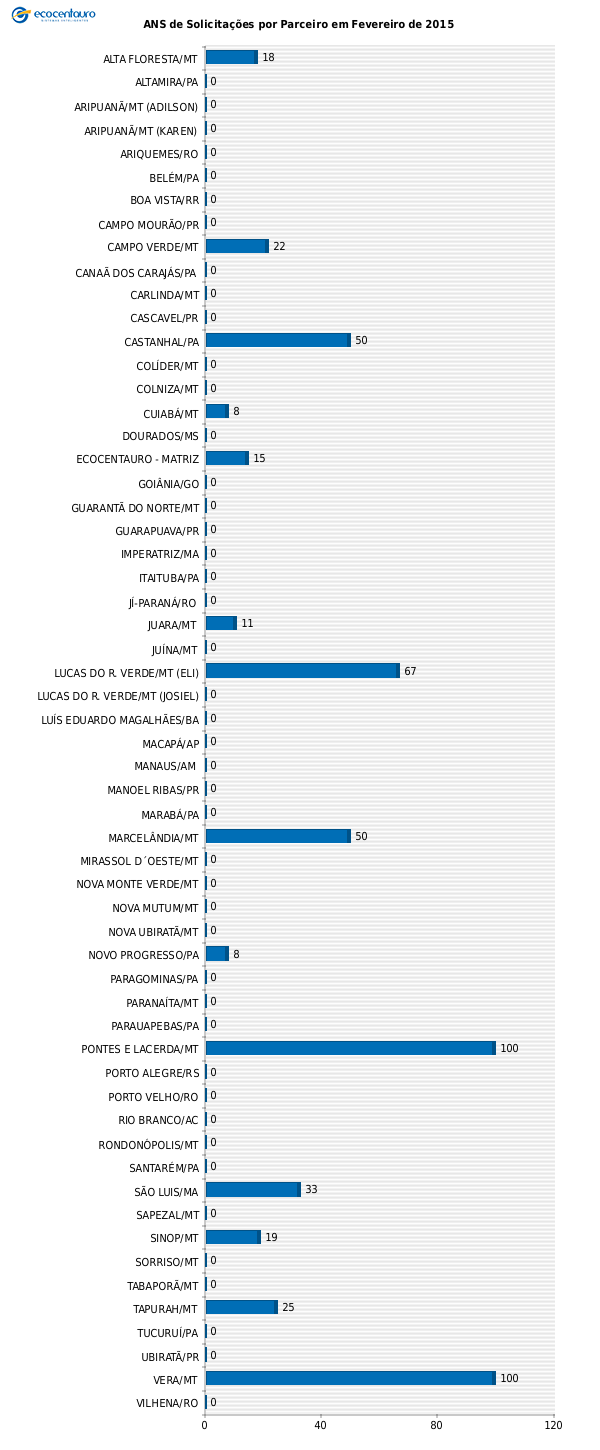 ecocentauro
ANS de Solicitações por Parceiro em Fevereiro de 2015
ALTA FLORESTA/MT 18
ALTAMIRA/PA 0
ARIPUANÃ/MT (ADILSON) 0
ARIPUANÃ/MT (KAREN) 0
ARIQUEMES/RO 0
BELÉM/PA 0
BOA VISTA/RR 0
CAMPO MOURÃO/PR 0
CAMPO VERDE/MT 22
CANAÃ DOS CARAJÁS/PA 0
CARLINDA/MT 0
CASCAVEL/PR 0
CASTANHAL/PA 50
COLÍDER/MT 0
COLNIZA/MT 0
CUIABÁ/MT 8
DOURADOS/MS 0
ECOCENTAURO - MATRIZ 15
GOIÂNIA/GO 0
GUARANTÃ DO NORTE/MT 0
GUARAPUAVA/PR 0
IMPERATRIZ/MA 0
ITAITUBA/PA 0
JÍ-PARANÁ/RO 0
JUARA/MT 11
JUÍNA/MT 0
LUCAS DO R. VERDE/MT (ELI) 67
LUCAS DO R. VERDE/MT (JOSIEL) 0
LUÍS EDUARDO MAGALHÃES/BA 0
MACAPÁ/AP 0
MANAUS/AM 0
MANOEL RIBAS/PR 0
MARABÁ/PA 0
MARCELÂNDIA/MT 50
MIRASSOL D´OESTE/MT 0
NOVA MONTE VERDE/MT 0
NOVA MUTUM/MT 0
NOVA UBIRATÃ/MT 0
NOVO PROGRESSO/PA 8
PARAGOMINAS/PA 0
PARANAÍTA/MT 0
PARAUAPEBAS/PA 0
PONTES E LACERDA/MT 100
PORTO ALEGRE/RS 0
PORTO VELHO/RO 0
RIO BRANCO/AC 0
RONDONÓPOLIS/MT 0
SANTARÉM/PA 0
SÃO LUIS/MA 33
SAPEZAL/MT 0
SINOP/MT 19
SORRISO/MT 0
TABAPORÃ/MT 0
TAPURAH/MT 25
TUCURUÍ/PA 0
UBIRATÃ/PR 0
VERA/MT 100
VILHENA/RO 0
0 40 80 120